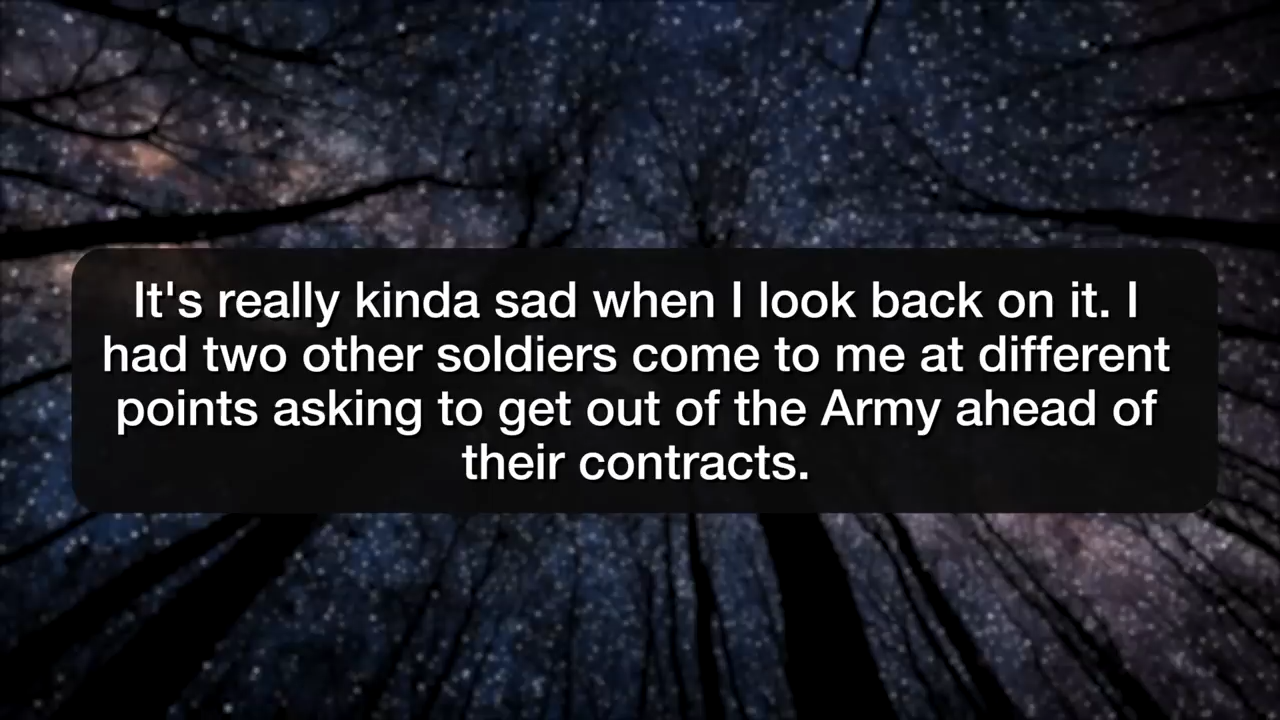 It's really kinda sad when I look back on it. I
had two other soldiers come to me at different
points asking to get out of the Army ahead of
their contracts.